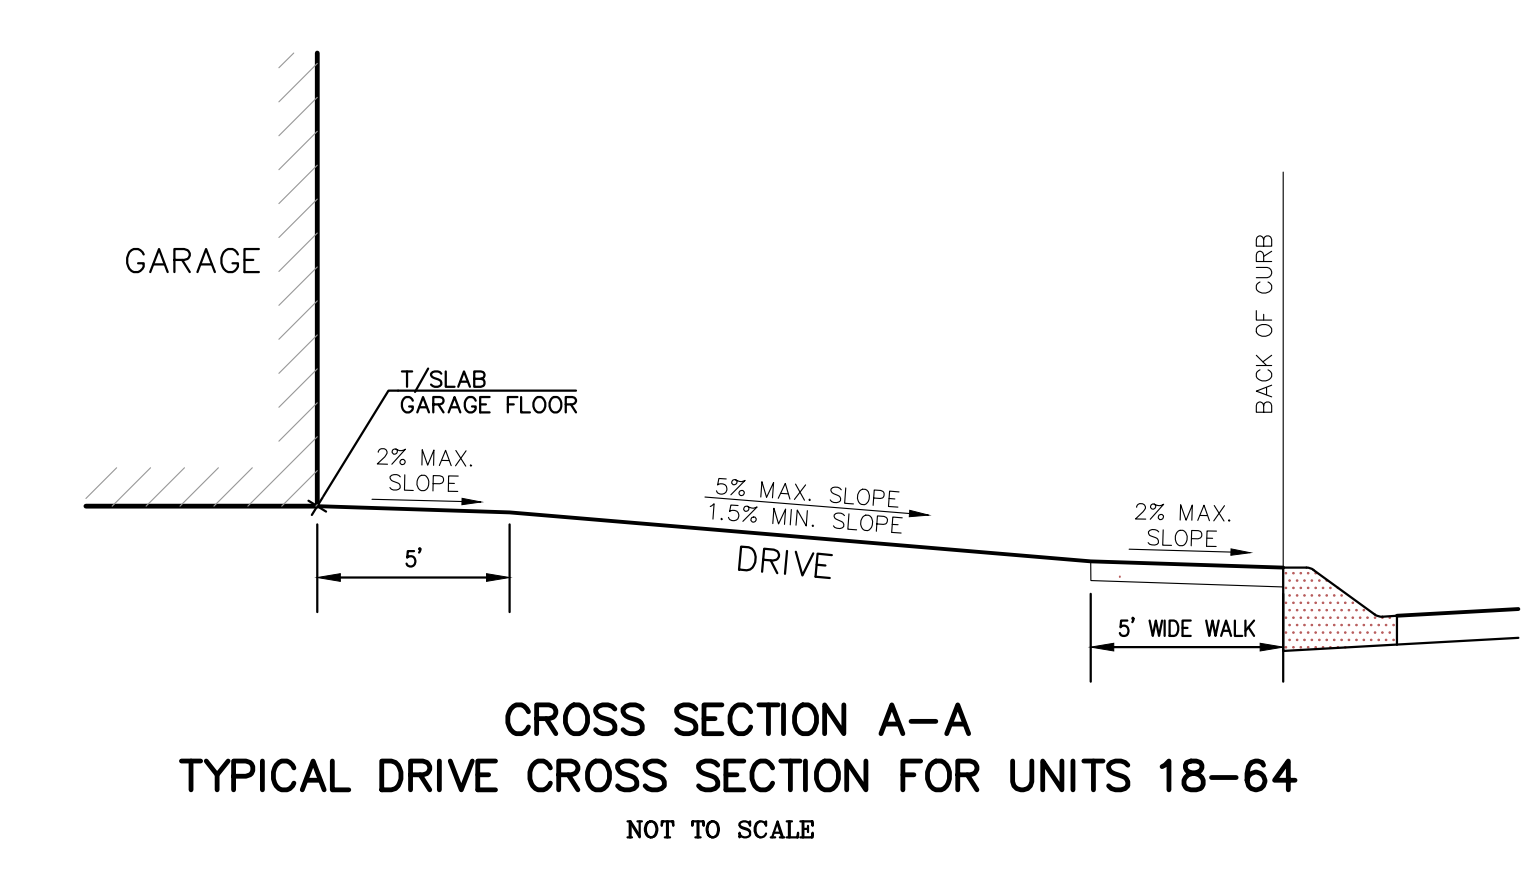 GARAGE
BACK OF CURB
T/SLAB
GARAGE FLOOR
2% MAX.
SLOPE
5% MAX. SLOPE
1.5% MIN. SLOPE
2% MAX.
SLOPE
DRIVE
5'
5' WIDE WALK
CROSS SECTION A-A
TYPICAL DRIVE CROSS SECTION FOR UNITS 18-64
NOT TO SCALE